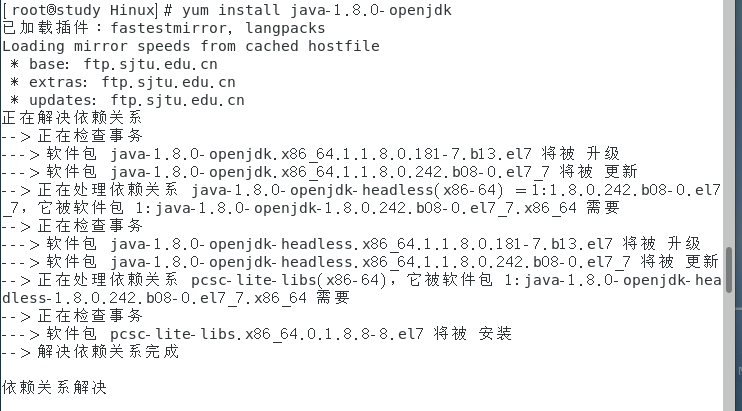 [root@study Hinux]# yum install java-1.8.0-openjdk
已加载插件：fastestmirror, langpacks
Loading mirror speeds from cached hostfile
 * base: ftp.sjtu.edu.cn
 * extras: ftp.sjtu.edu.cn
 * updates: ftp.sjtu.edu.cn
正在解决依赖关系
--> 正在检查事务
---> 软件包 java-1.8.0-openjdk.x86_64.1.1.8.0.181-7.b13.el7 将被 升级
---> 软件包 java-1.8.0-openjdk.x86_64.1.1.8.0.242.b08-0.el7_7 将被 更新
--> 正在处理依赖关系 java-1.8.0-openjdk-headless(x86-64) = 1:1.8.0.242.b08-0.el7
_7，它被软件包 1:java-1.8.0-openjdk-1.8.0.242.b08-0.el7_7.x86_64 需要
--> 正在检查事务
---> 软件包 java-1.8.0-openjdk-headless.x86_64.1.1.8.0.181-7.b13.el7 将被 升级
---> 软件包 java-1.8.0-openjdk-headless.x86_64.1.1.8.0.242.b08-0.el7_7 将被 更新
--> 正在处理依赖关系 pcsc-lite-libs(x86-64)，它被软件包 1:java-1.8.0-openjdk-hea
dless-1.8.0.242.b08-0.el7_7.x86_64 需要
--> 正在检查事务
---> 软件包 pcsc-lite-libs.x86_64.0.1.8.8-8.el7 将被 安装
--> 解决依赖关系完成

依赖关系解决